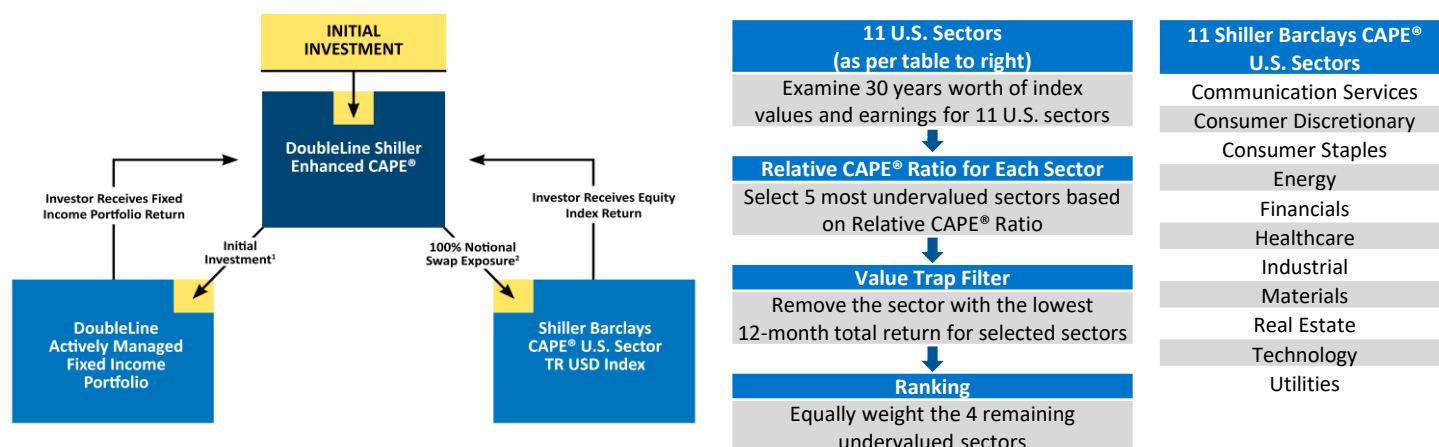 INITIAL
INVESTMENT
DoubleLine Shiller
Enhanced CAPE®
Investor Receives Fixed
Income Portfolio Return
Investor Receives Equity
Index Return
Initial
Investment¹
100% Notional
Swap Exposure²
DoubleLine
Actively Managed
Fixed Income
Portfolio
Shiller Barclays
CAPE® U.S. Sector
TR USD Index
11 U.S. Sectors
(as per table to right)
Examine 30 years worth of index
values and earnings for 11 U.S. sectors
Relative CAPE® Ratio for Each Sector
Select 5 most undervalued sectors based
on Relative CAPE® Ratio
Value Trap Filter
Remove the sector with the lowest
12-month total return for selected sectors
Ranking
Equally weight the 4 remaining
undervalued sectors
11 Shiller Barclays CAPE®
U.S. Sectors
Communication Services
Consumer Discretionary
Consumer Staples
Energy
Financials
Healthcare
Industrial
Materials
Real Estate
Technology
Utilities